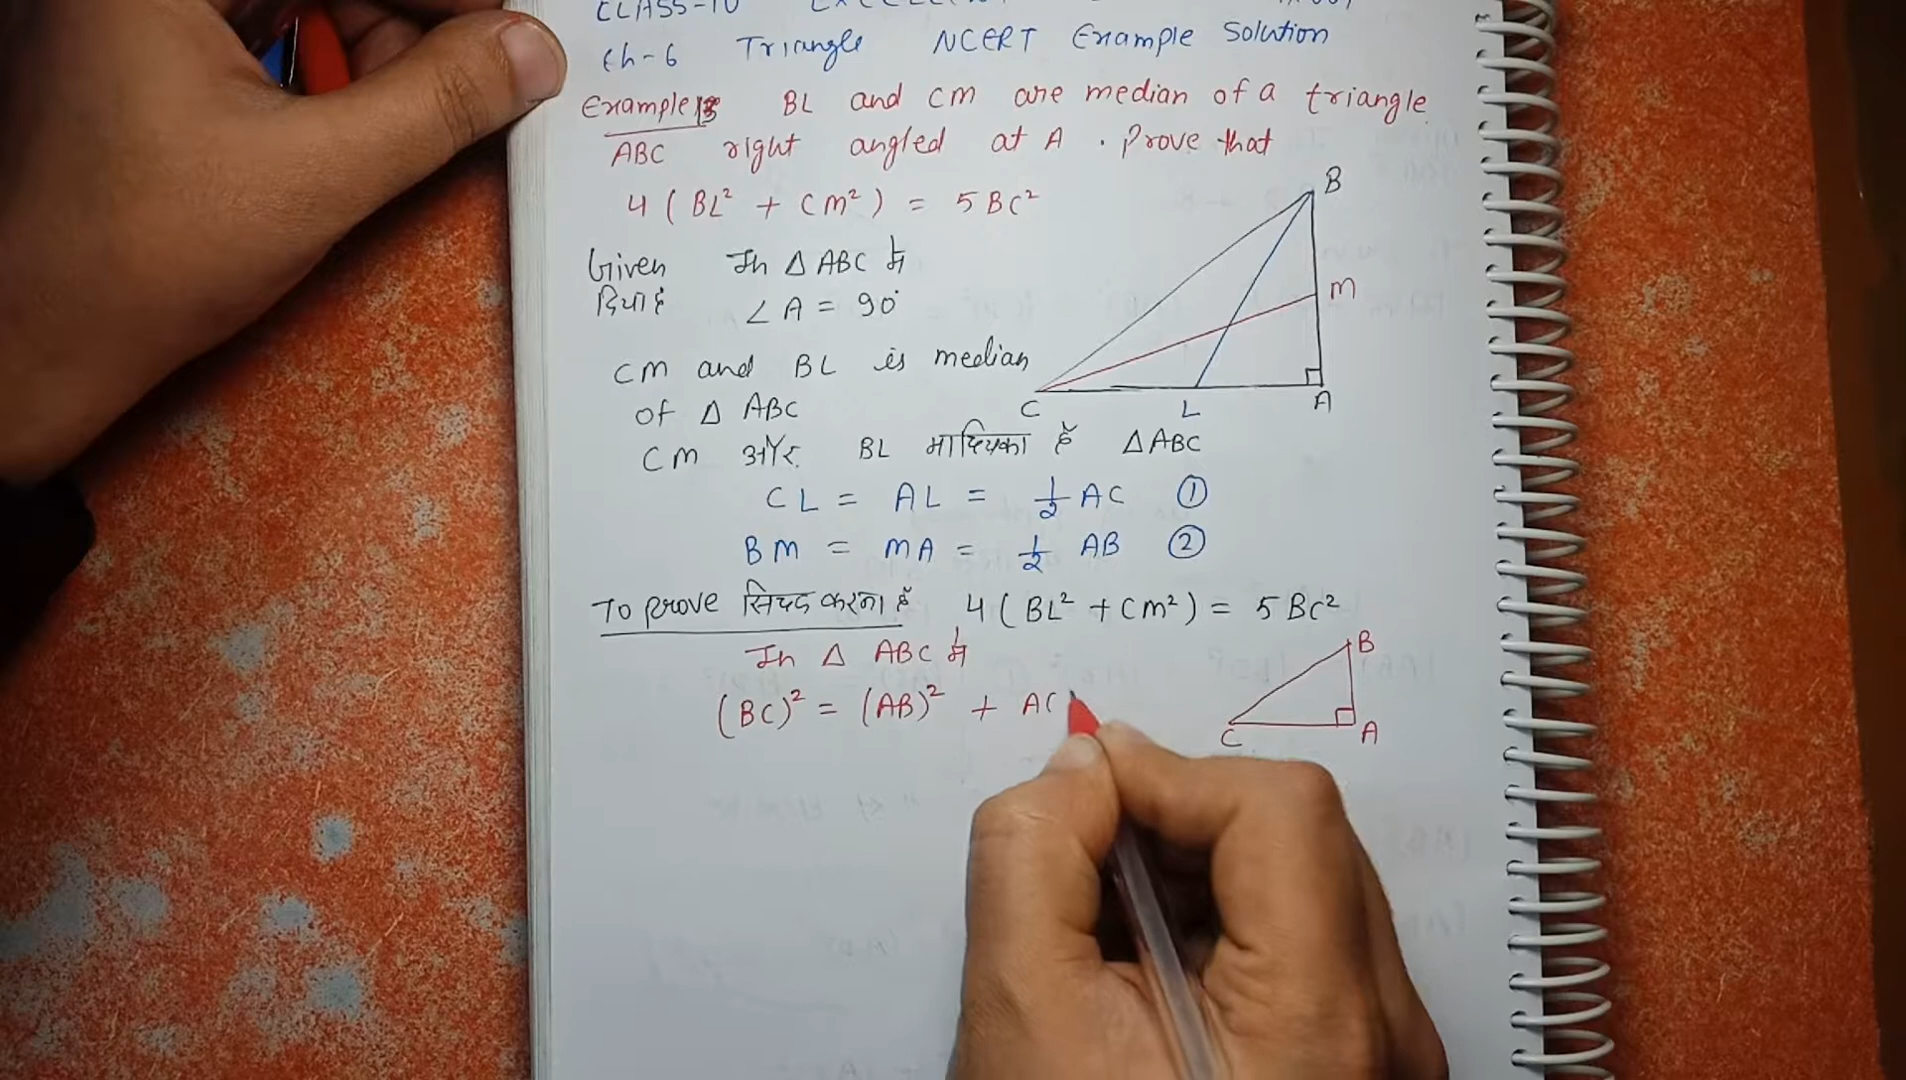 CLASS-10
Ch-6 Triangle NCERT Example Solution
Example 13 BL and CM are median of a triangle
ABC right angled at A . Prove that
4 ( BL² + CM² ) = 5 BC²
Given In △ ABC में
दिया है ∠A = 90°
CM and BL is median
of △ ABC
CM और BL माध्यिका है △ABC
CL = AL = 1/2 AC ①
BM = MA = 1/2 AB ②
B
M
C L A
To prove सिध्द करना है 4 ( BL² + CM² ) = 5 BC²
In △ ABC में
(BC)² = (AB)² + AC
B
C A